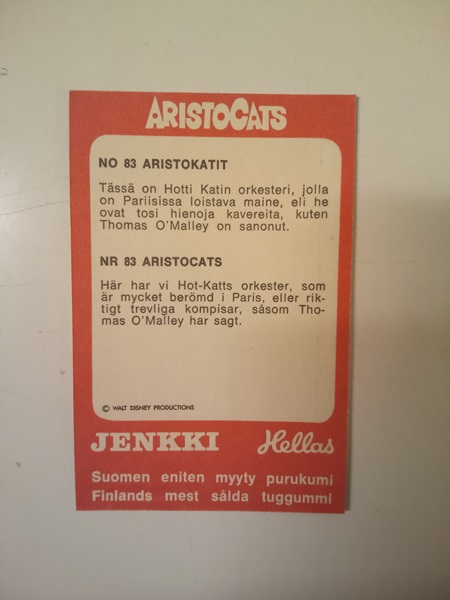 ARISTOCATS
NO 83 ARISTOKATIT
Tässä on Hotti Katin orkesteri, jolla
on Pariisissa loistava maine, eli he
ovat tosi hienoja kavereita, kuten
Thomas O'Malley on sanonut.
NR 83 ARISTOCATS
Här har vi Hot-Katts orkester, som
är mycket berömd i Paris, eller rik-
tigt trevliga kompisar, såsom Tho-
mas O'Malley har sagt.
© WALT DISNEY PRODUCTIONS
JENKKI Hellas
Suomen eniten myyty purukumi
Finlands mest sålda tuggummi